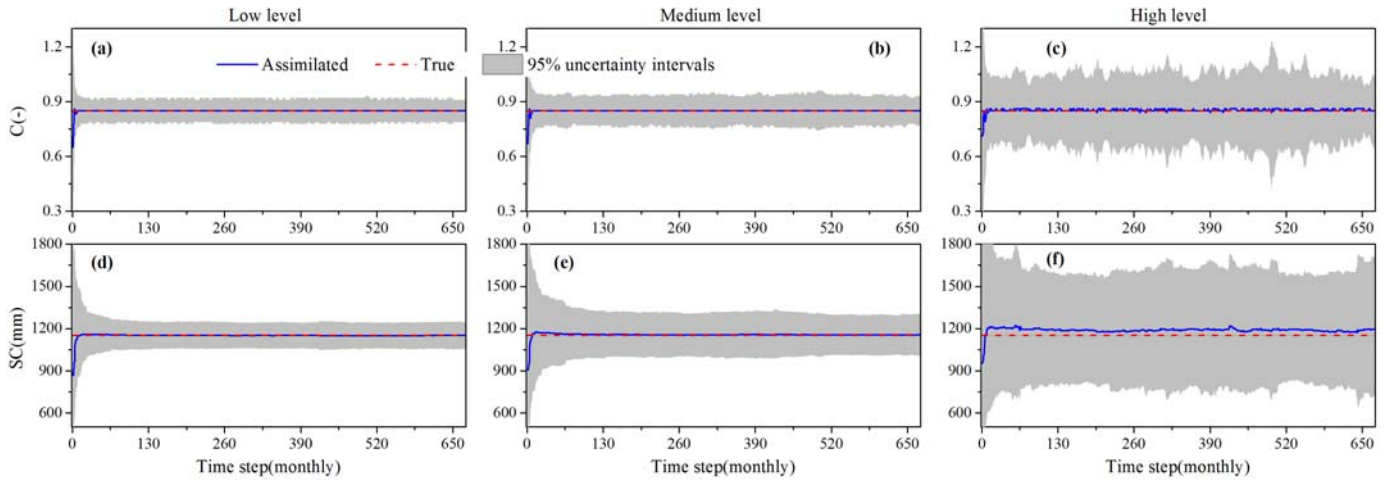 Low level Medium level High level
(a) (b) (c)
Assimilated True 95% uncertainty intervals
C(-)
1.2 1.2 1.2
0.9 0.9 0.9
0.6 0.6 0.6
0.3 0.3 0.3
0 130 260 390 520 650 0 130 260 390 520 650 0 130 260 390 520 650
(d) (e) (f)
SC(mm)
1800 1800 1800
1500 1500 1500
1200 1200 1200
900 900 900
600 600 600
0 130 260 390 520 650 0 130 260 390 520 650 0 130 260 390 520 650
Time step(monthly) Time step(monthly) Time step(monthly)